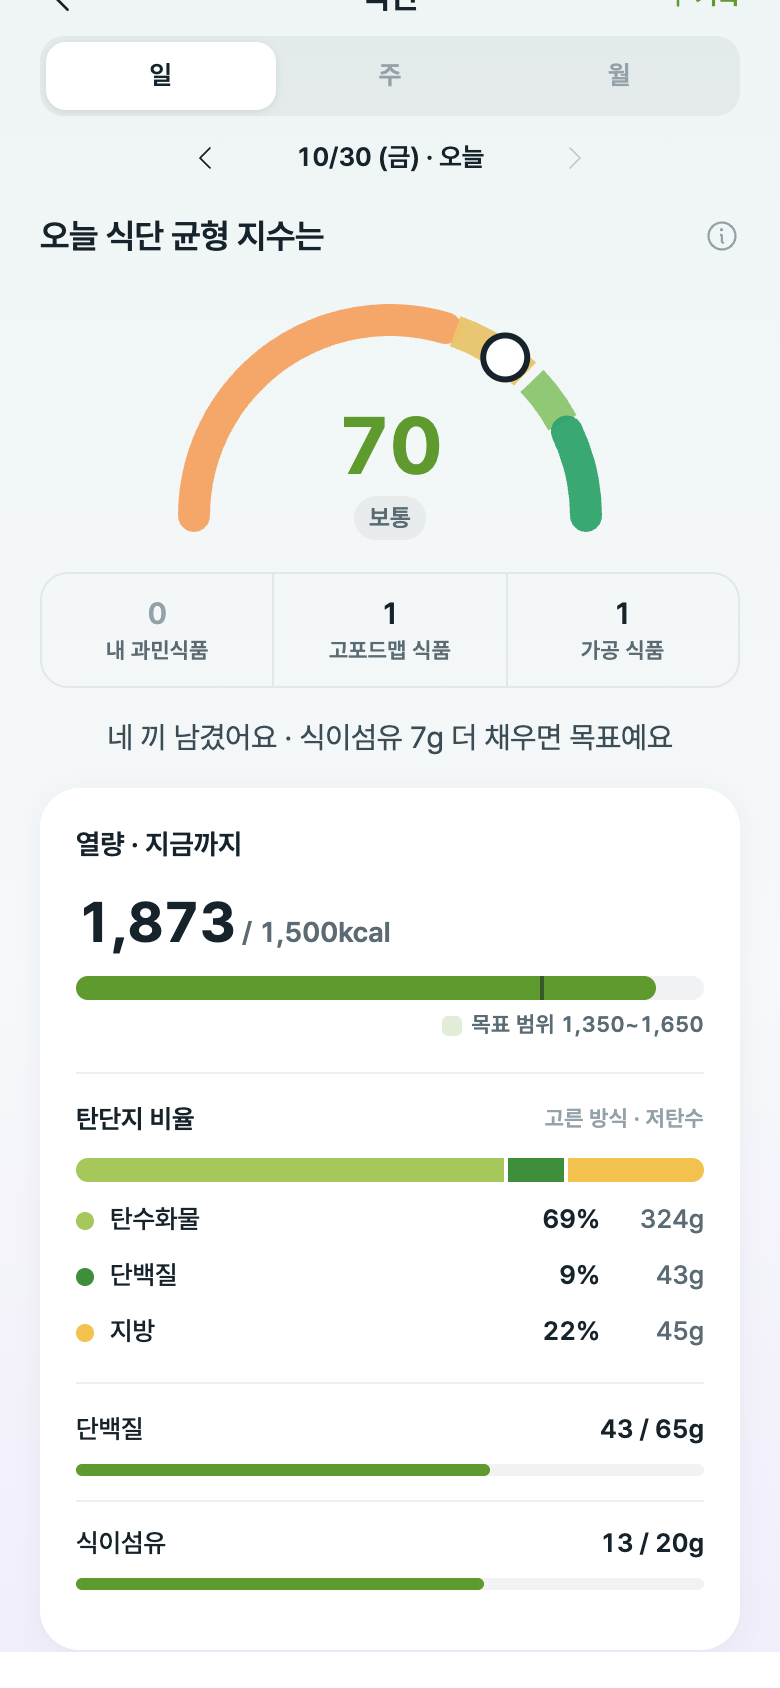 일 주 월
10/30 (금) · 오늘
오늘 식단 균형 지수는
70
보통
0 1 1
내 과민식품 고포드맵 식품 가공 식품
네 끼 남겼어요 · 식이섬유 7g 더 채우면 목표예요
열량 · 지금까지
1,873 / 1,500kcal
목표 범위 1,350~1,650
탄단지 비율 고른 방식 · 저탄수
탄수화물 69% 324g
단백질 9% 43g
지방 22% 45g
단백질 43 / 65g
식이섬유 13 / 20g